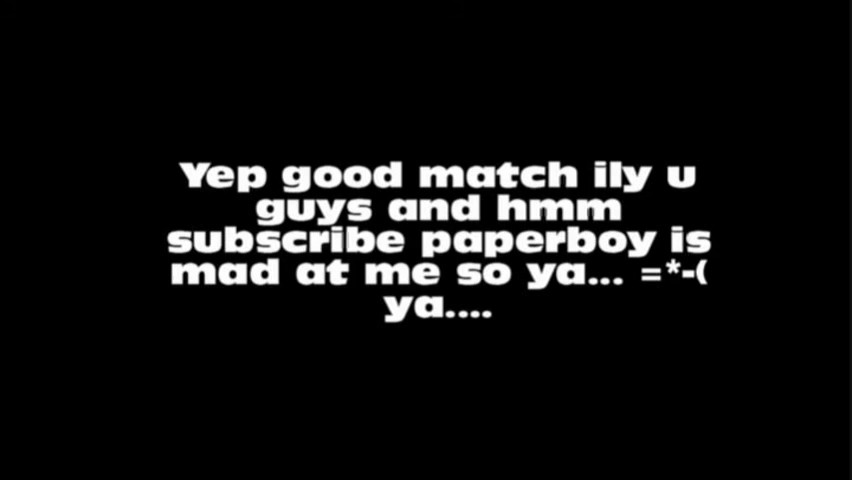 Yep good match ily u
guys and hmm
subscribe paperboy is
mad at me so ya... =*-(
ya....